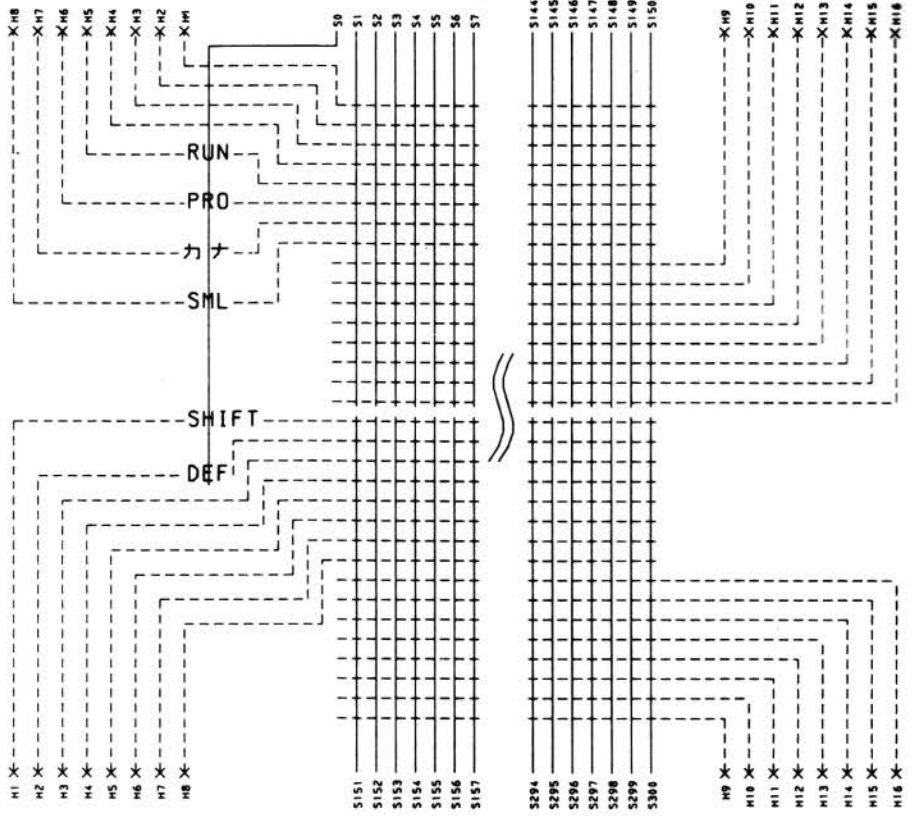 H8 H7 H6 H5 H4 H3 H2 H1 S0 S1 S2 S3 S4 S5 S6 S7 S144 S145 S146 S147 S148 S149 S150 H9 H10 H11 H12 H13 H14 H15 H16
RUN
PRO
カナ
SML
SHIFT
DEF
H1 H2 H3 H4 H5 H6 H7 H8 S151 S152 S153 S154 S155 S156 S157 S294 S295 S296 S297 S298 S299 S300 H9 H10 H11 H12 H13 H14 H15 H16